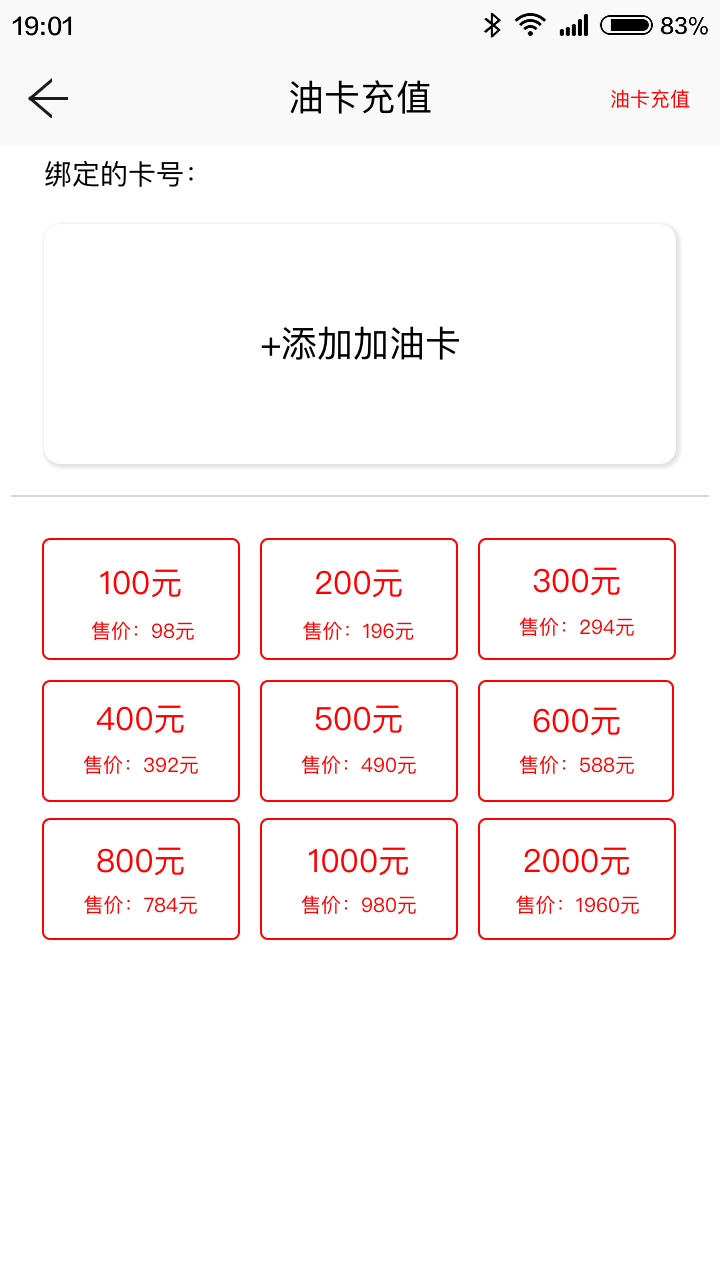 19:01 83%
油卡充值 油卡充值
绑定的卡号：
+添加加油卡
100元 200元 300元
售价：98元 售价：196元 售价：294元
400元 500元 600元
售价：392元 售价：490元 售价：588元
800元 1000元 2000元
售价：784元 售价：980元 售价：1960元